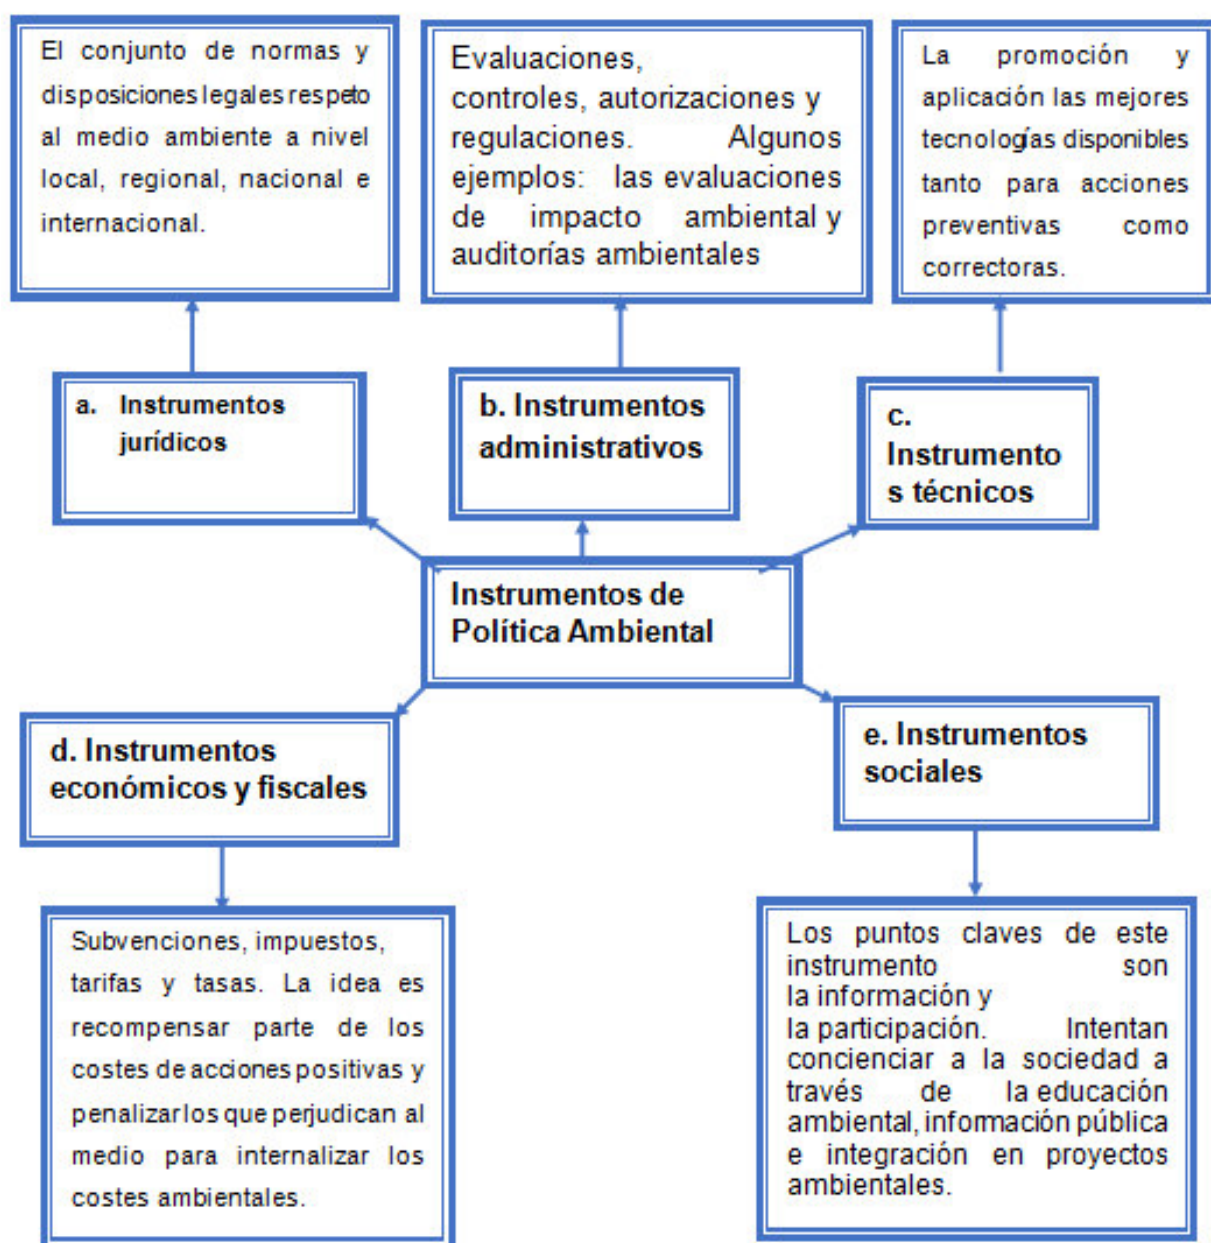 El conjunto de normas y
disposiciones legales respeto
al medio ambiente a nivel
local, regional, nacional e
internacional.
Evaluaciones,
controles, autorizaciones y
regulaciones. Algunos
ejemplos: las evaluaciones
de impacto ambiental y
auditorías ambientales
La promoción y
aplicación las mejores
tecnologías disponibles
tanto para acciones
preventivas como
correctoras.
a. Instrumentos
jurídicos
b. Instrumentos
administrativos
c.
Instrumento
s técnicos
Instrumentos de
Política Ambiental
d. Instrumentos
económicos y fiscales
e. Instrumentos
sociales
Subvenciones, impuestos,
tarifas y tasas. La idea es
recompensar parte de los
costes de acciones positivas y
penalizar los que perjudican al
medio para internalizar los
costes ambientales.
Los puntos claves de este
instrumento son
la información y
la participación. Intentan
concienciar a la sociedad a
través de la educación
ambiental, información pública
e integración en proyectos
ambientales.